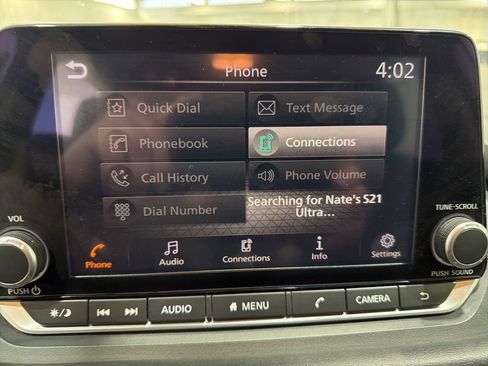 Phone
4:02
Quick Dial
Text Message
Phonebook
Connections
Call History
Phone Volume
Dial Number
Searching for Nate's S21
Ultra...
VOL
TUNE·SCROLL
Phone
Audio
Connections
Info
Settings
PUSH
PUSH SOUND
AUDIO
MENU
CAMERA